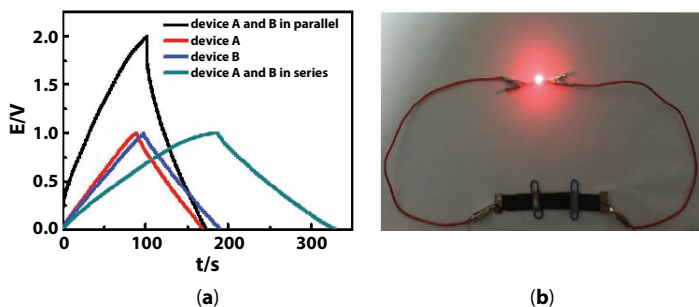 device A and B in parallel
device A
device B
device A and B in series
E/V
2.0
1.5
1.0
0.5
0.0
0
100
200
300
t/s
(a)
(b)